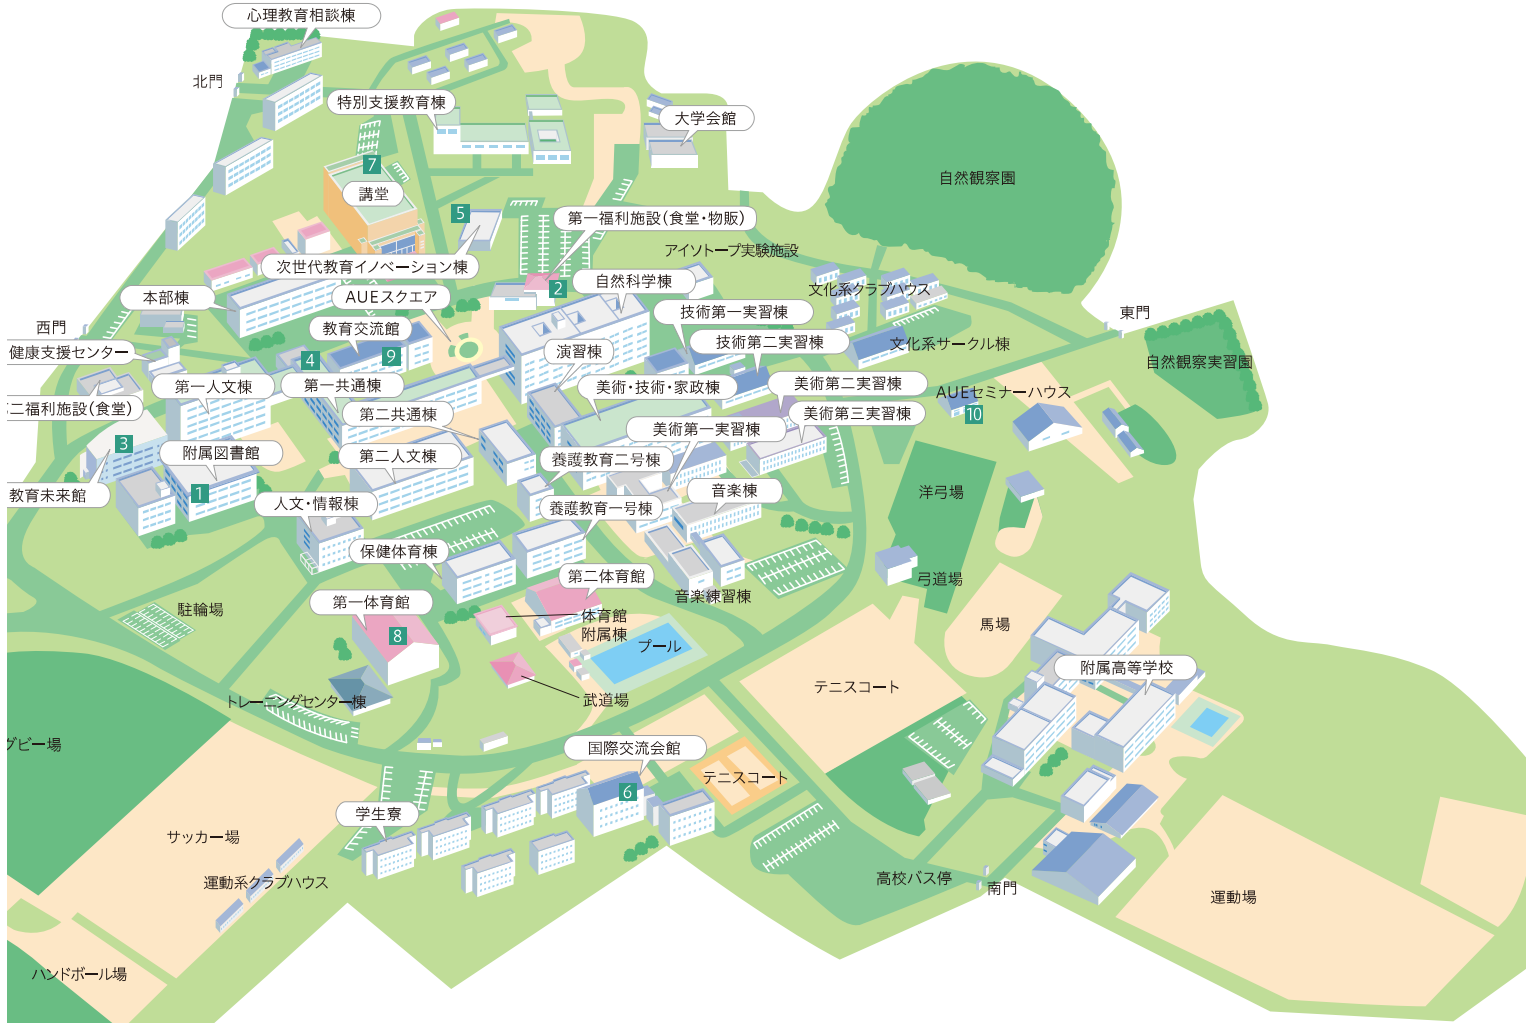 心理教育相談棟
北門
特別支援教育棟
大学会館
7
講堂
自然観察園
5
第一福利施設(食堂・物販)
アイソトープ実験施設
次世代教育イノベーション棟
2
自然科学棟
文化系クラブハウス
本部棟
AUEスクエア
技術第一実習棟
東門
西門
教育交流館
技術第二実習棟
文化系サークル棟
健康支援センター
4
9
演習棟
自然観察実習園
第一人文棟
第一共通棟
美術・技術・家政棟
美術第二実習棟
AUEセミナーハウス
10
二福利施設(食堂)
第二共通棟
美術第三実習棟
美術第一実習棟
3
附属図書館
第二人文棟
養護教育二号棟
教育未来館
1
人文・情報棟
養護教育一号棟
音楽棟
洋弓場
保健体育棟
第二体育館
弓道場
音楽練習棟
駐輪場
第一体育館
8
体育館
附属棟
プール
馬場
附属高等学校
トレーニングセンター棟
武道場
テニスコート
グビー場
国際交流会館
6
テニスコート
学生寮
サッカー場
運動系クラブハウス
高校バス停
南門
運動場
ハンドボール場